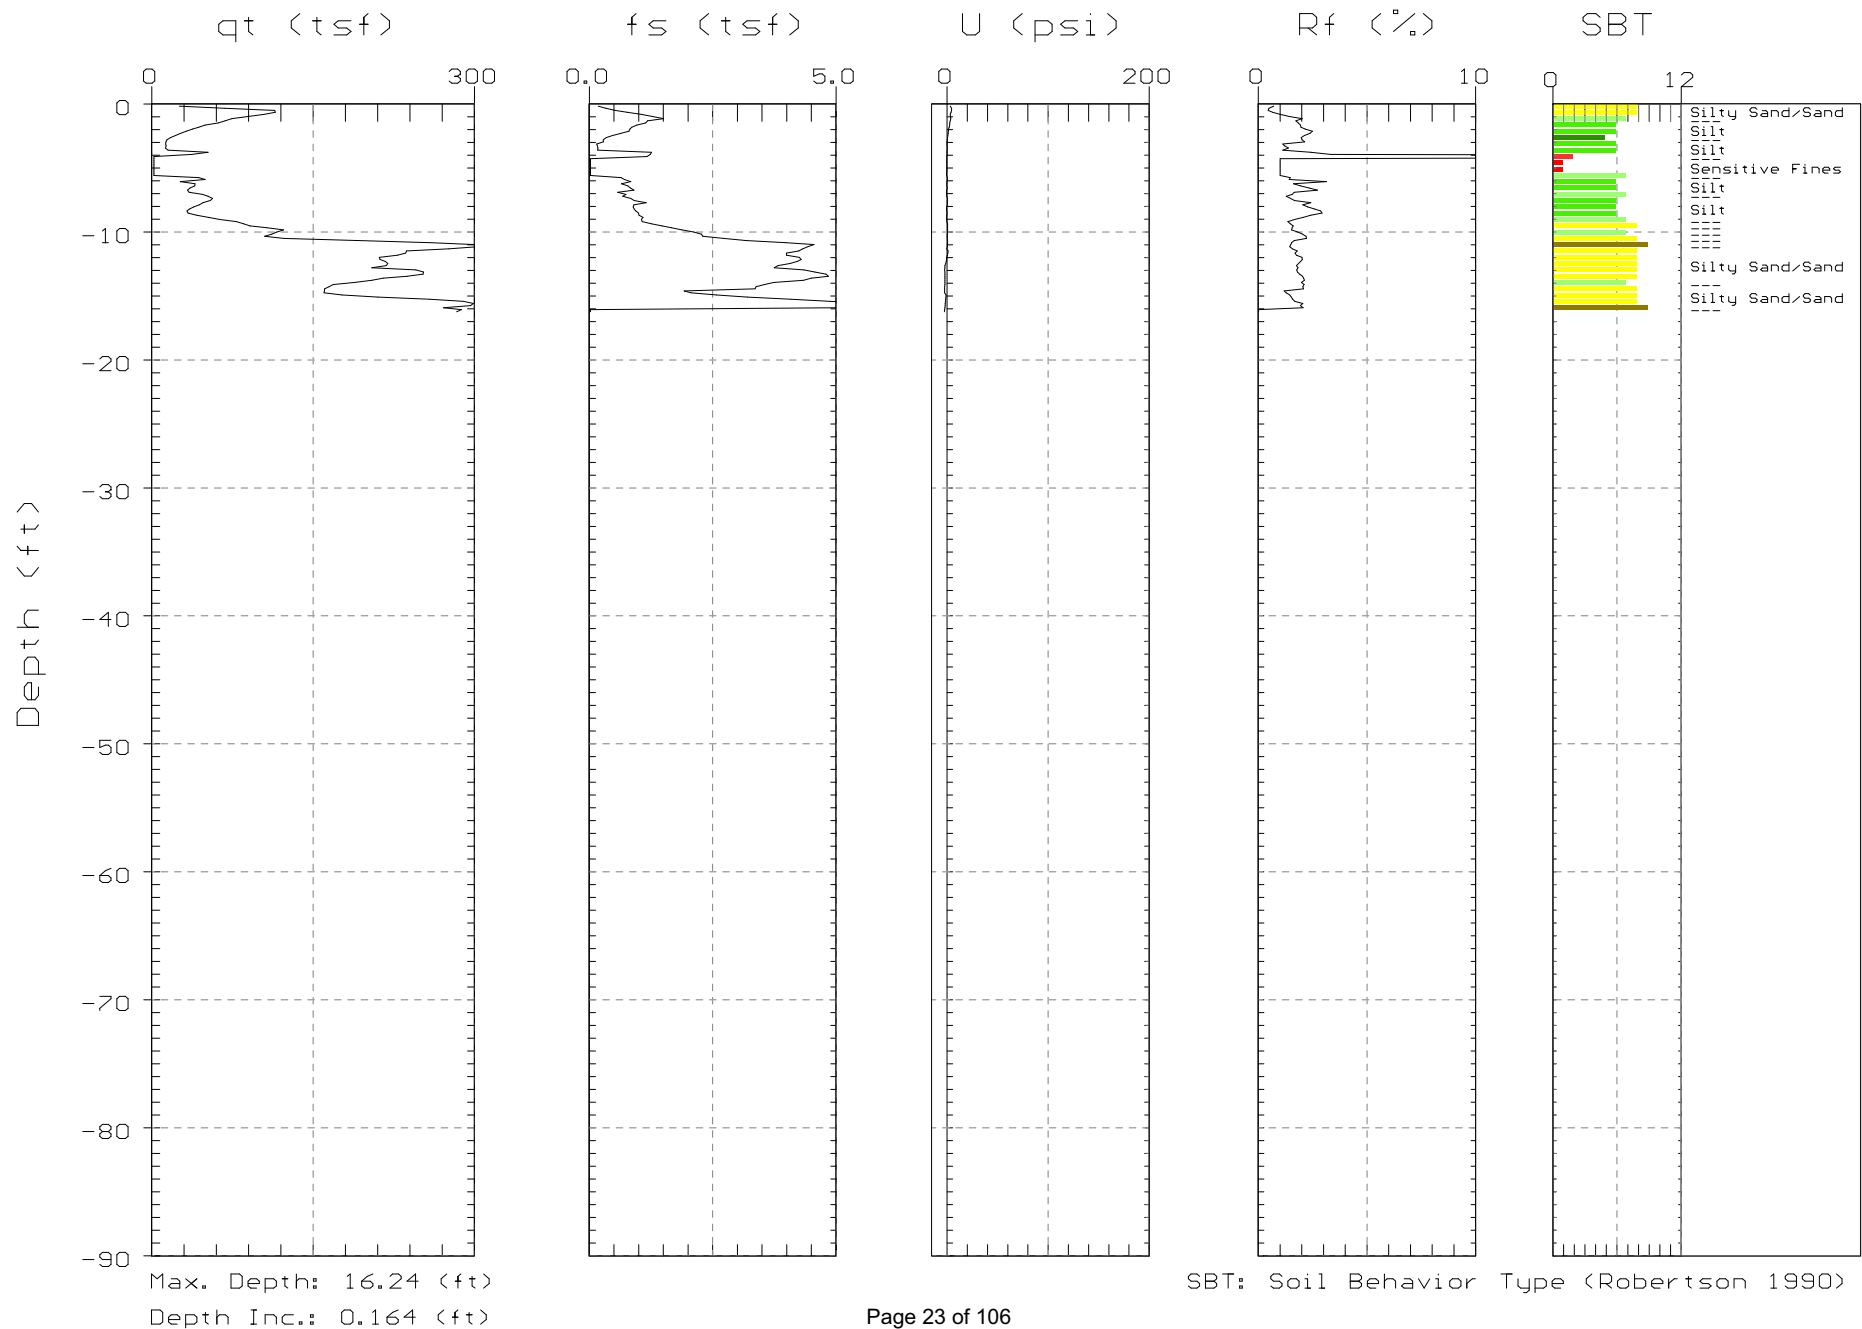 qt (tsf) fs (tsf) U (psi) Rf (%) SBT
0 300 0.0 5.0 0 200 0 10 0 12
0
-10
-20
-30
-40
-50
-60
-70
-80
-90
Depth (ft)
Silty Sand/Sand
---
Silt
---
Silt
---
Sensitive Fines
---
Silt
---
Silt
---
---
---
---
---
Silty Sand/Sand
---
Silty Sand/Sand
---
Max. Depth: 16.24 (ft)
Depth Inc.: 0.164 (ft)
SBT: Soil Behavior Type (Robertson 1990)
Page 23 of 106